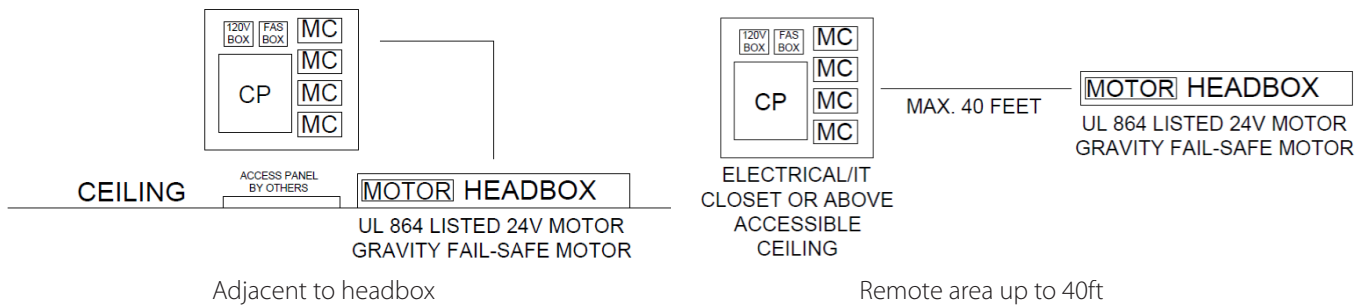 120V
BOX
FAS
BOX
MC
MC
MC
MC
CP
CEILING
ACCESS PANEL
BY OTHERS
MOTOR HEADBOX
UL 864 LISTED 24V MOTOR
GRAVITY FAIL-SAFE MOTOR
Adjacent to headbox
120V
BOX
FAS
BOX
MC
MC
MC
MC
CP
MAX. 40 FEET
MOTOR HEADBOX
UL 864 LISTED 24V MOTOR
GRAVITY FAIL-SAFE MOTOR
ELECTRICAL/IT
CLOSET OR ABOVE
ACCESSIBLE
CEILING
Remote area up to 40ft